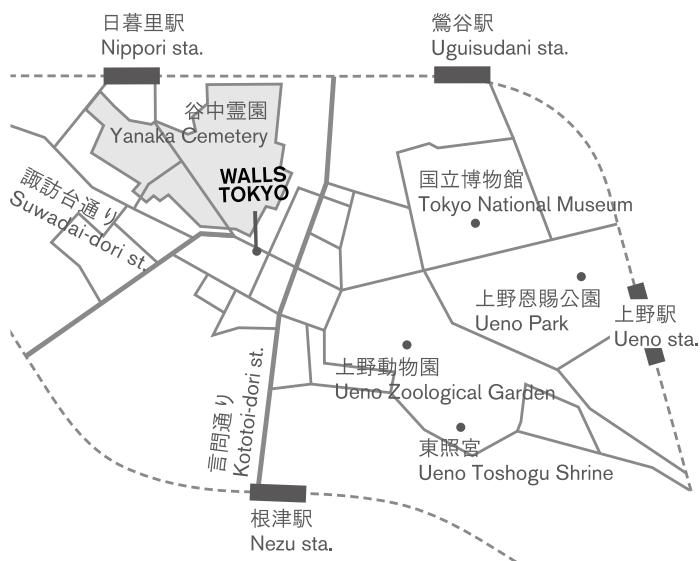 日暮里駅
Nippori sta.
鶯谷駅
Uguisudani sta.
谷中霊園
Yanaka Cemetery
WALLS
TOKYO
諏訪台通り
Suwadai-dori st.
国立博物館
Tokyo National Museum
上野恩賜公園
Ueno Park
上野駅
Ueno sta.
上野動物園
Ueno Zoological Garden
言問通り
Kototoi-dori st.
東照宮
Ueno Toshogu Shrine
根津駅
Nezu sta.